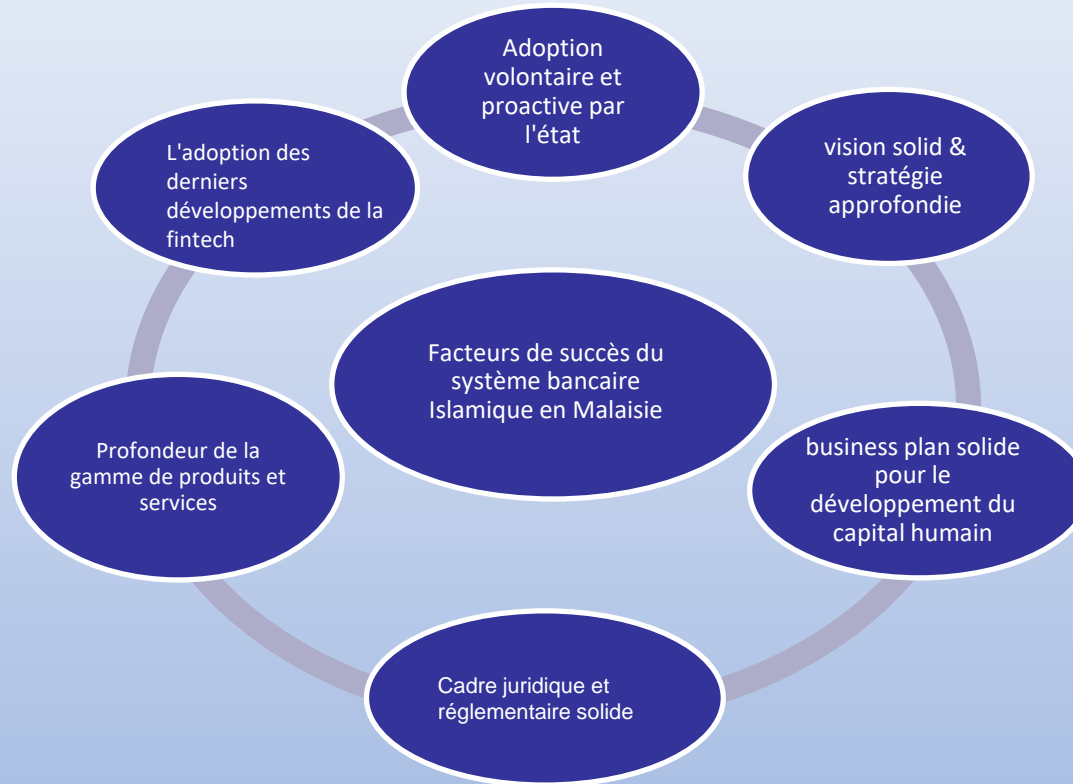 Adoption
volontaire et
proactive par
l'état
vision solid &
stratégie
approfondie
business plan solide
pour le
développement du
capital humain
Cadre juridique et
réglementaire solide
Profondeur de la
gamme de produits et
services
L'adoption des
derniers
développements de la
fintech
Facteurs de succès du
système bancaire
Islamique en Malaisie